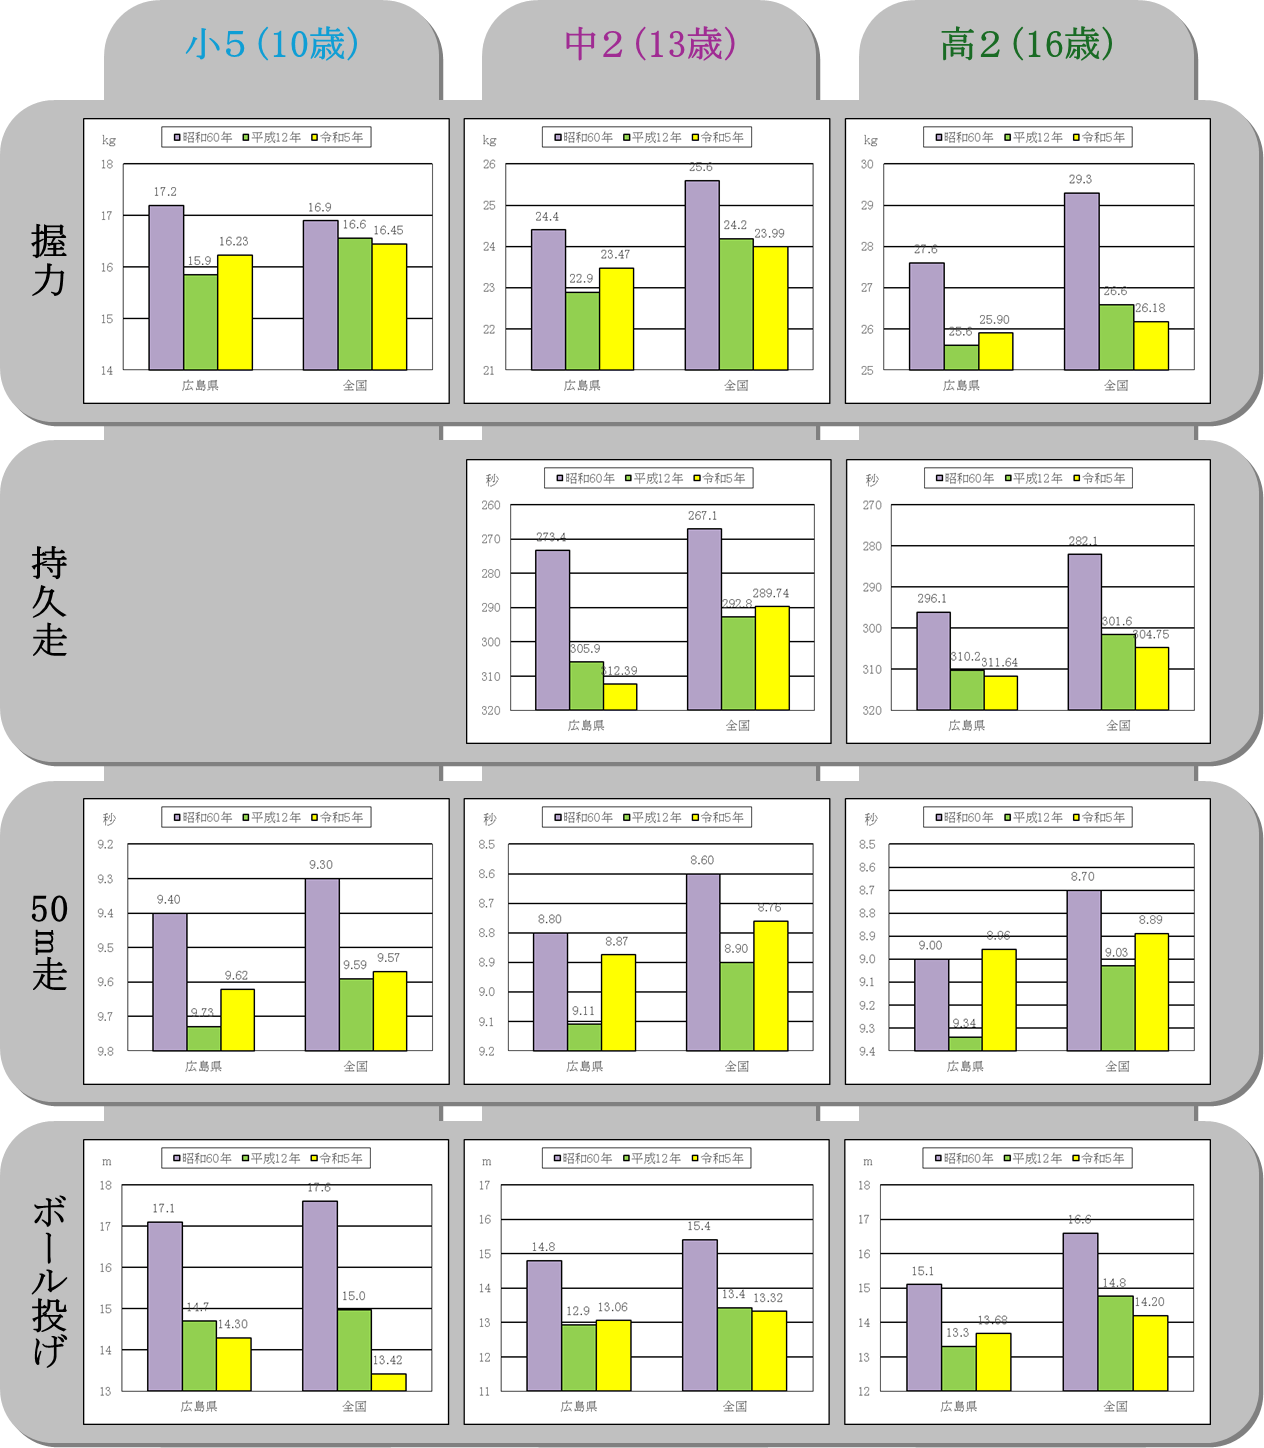 小５(10歳)
中２(13歳)
高２(16歳)
握力
kg
昭和60年 平成12年 令和5年
18
17
16
15
14
17.2
15.9
16.23
16.9
16.6
16.45
広島県
全国
kg
昭和60年 平成12年 令和5年
26
25
24
23
22
21
24.4
22.9
23.47
25.6
24.2
23.99
広島県
全国
kg
昭和60年 平成12年 令和5年
30
29
28
27
26
25
27.6
25.6
25.90
29.3
26.6
26.18
広島県
全国
持久走
秒
昭和60年 平成12年 令和5年
260
270
280
290
300
310
320
273.4
305.9
312.39
267.1
292.8
289.74
広島県
全国
秒
昭和60年 平成12年 令和5年
270
280
290
300
310
320
296.1
310.2
311.64
282.1
301.6
304.75
広島県
全国
50m走
秒
昭和60年 平成12年 令和5年
9.2
9.3
9.4
9.5
9.6
9.7
9.8
9.40
9.73
9.62
9.30
9.59
9.57
広島県
全国
秒
昭和60年 平成12年 令和5年
8.5
8.6
8.7
8.8
8.9
9.0
9.1
9.2
8.80
9.11
8.87
8.60
8.90
8.76
広島県
全国
秒
昭和60年 平成12年 令和5年
8.5
8.6
8.7
8.8
8.9
9.0
9.1
9.2
9.3
9.4
9.00
9.34
8.96
8.70
9.03
8.89
広島県
全国
ボール投げ
m
昭和60年 平成12年 令和5年
18
17
16
15
14
13
17.1
14.7
14.30
17.6
15.0
13.42
広島県
全国
m
昭和60年 平成12年 令和5年
17
16
15
14
13
12
11
14.8
12.9
13.06
15.4
13.4
13.32
広島県
全国
m
昭和60年 平成12年 令和5年
18
17
16
15
14
13
12
15.1
13.3
13.68
16.6
14.8
14.20
広島県
全国